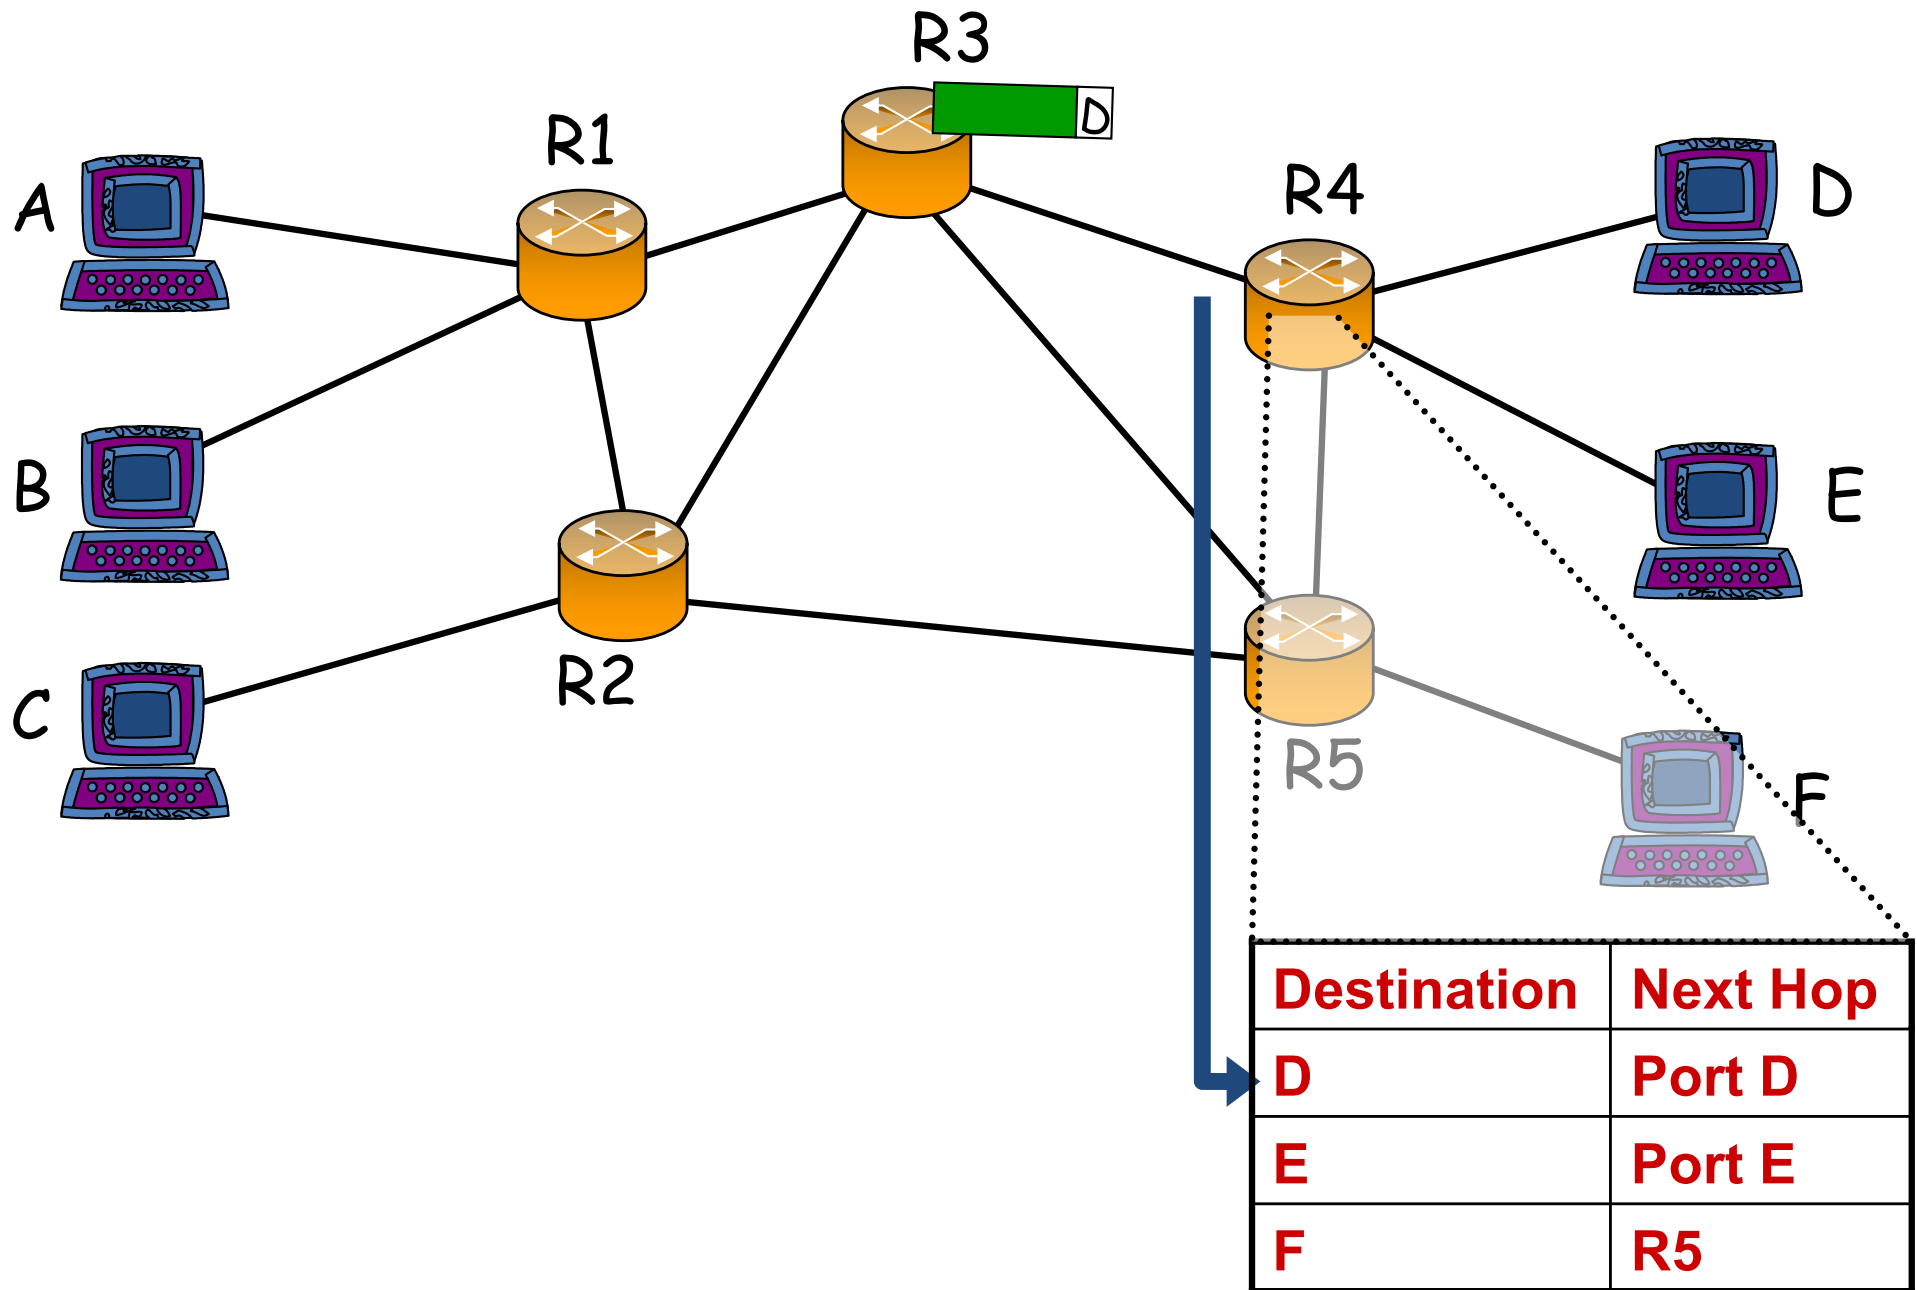 R3
D
R1
R4
A
D
B
E
R2
R5
C
F
Destination Next Hop
D Port D
E Port E
F R5